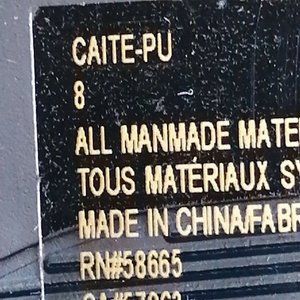 CAITE-PU
8
ALL MANMADE MATE
TOUS MATÉRIAUX SY
MADE IN CHINA/FABR
RN#58665